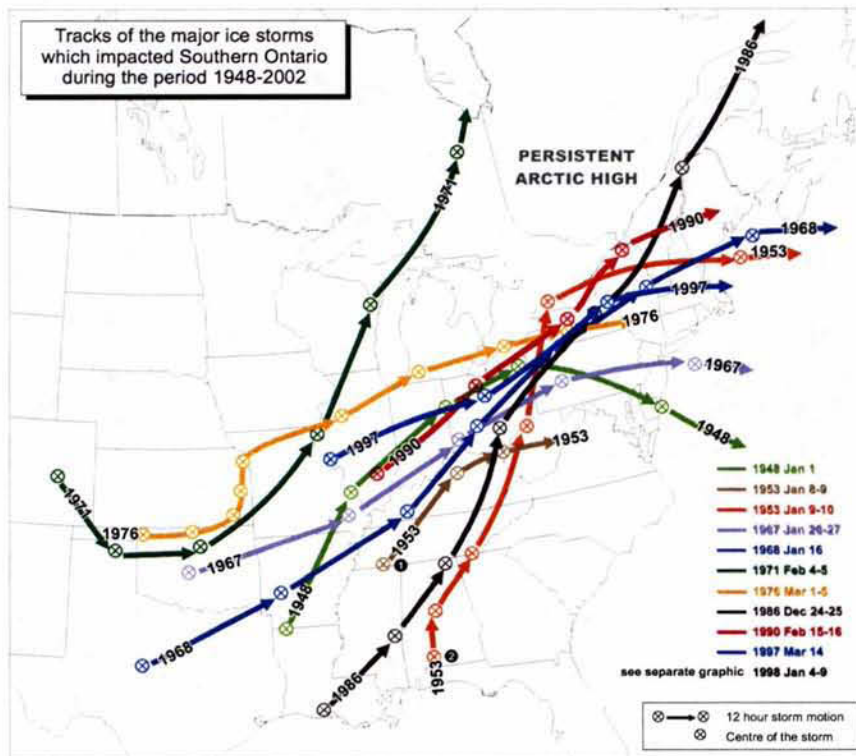 Tracks of the major ice storms
which impacted Southern Ontario
during the period 1948-2002
1986
PERSISTENT
ARCTIC HIGH
1971
1990
1968
1953
1997
1976
1967
1948
1997
1990
1953
1971
1976
1967
1953
1
1948
1968
1986
1953
2
1948 Jan 1
1953 Jan 8-9
1953 Jan 9-10
1967 Jan 26-27
1968 Jan 16
1971 Feb 4-5
1976 Mar 1-5
1986 Dec 24-25
1990 Feb 15-16
1997 Mar 14
see separate graphic 1998 Jan 4-9
12 hour storm motion
Centre of the storm